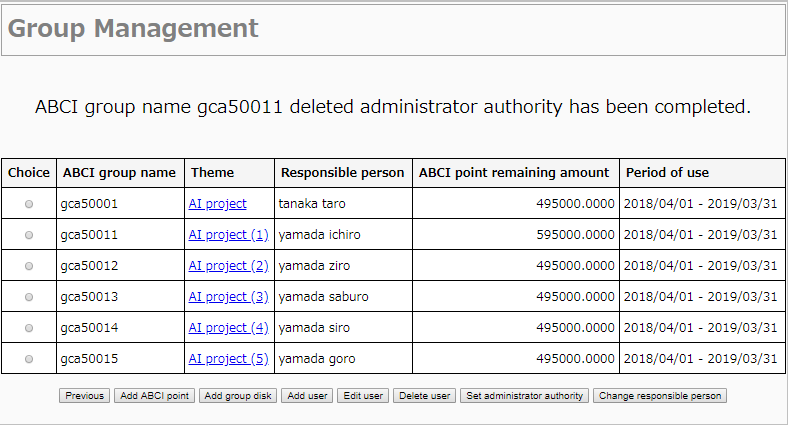 Group Management
ABCI group name gca50011 deleted administrator authority has been completed.
Choice ABCI group name Theme Responsible person ABCI point remaining amount Period of use
gca50001 AI project tanaka taro 495000.0000 2018/04/01 - 2019/03/31
gca50011 AI project (1) yamada ichiro 595000.0000 2018/04/01 - 2019/03/31
gca50012 AI project (2) yamada ziro 495000.0000 2018/04/01 - 2019/03/31
gca50013 AI project (3) yamada saburo 495000.0000 2018/04/01 - 2019/03/31
gca50014 AI project (4) yamada siro 495000.0000 2018/04/01 - 2019/03/31
gca50015 AI project (5) yamada goro 495000.0000 2018/04/01 - 2019/03/31
Previous Add ABCI point Add group disk Add user Edit user Delete user Set administrator authority Change responsible person